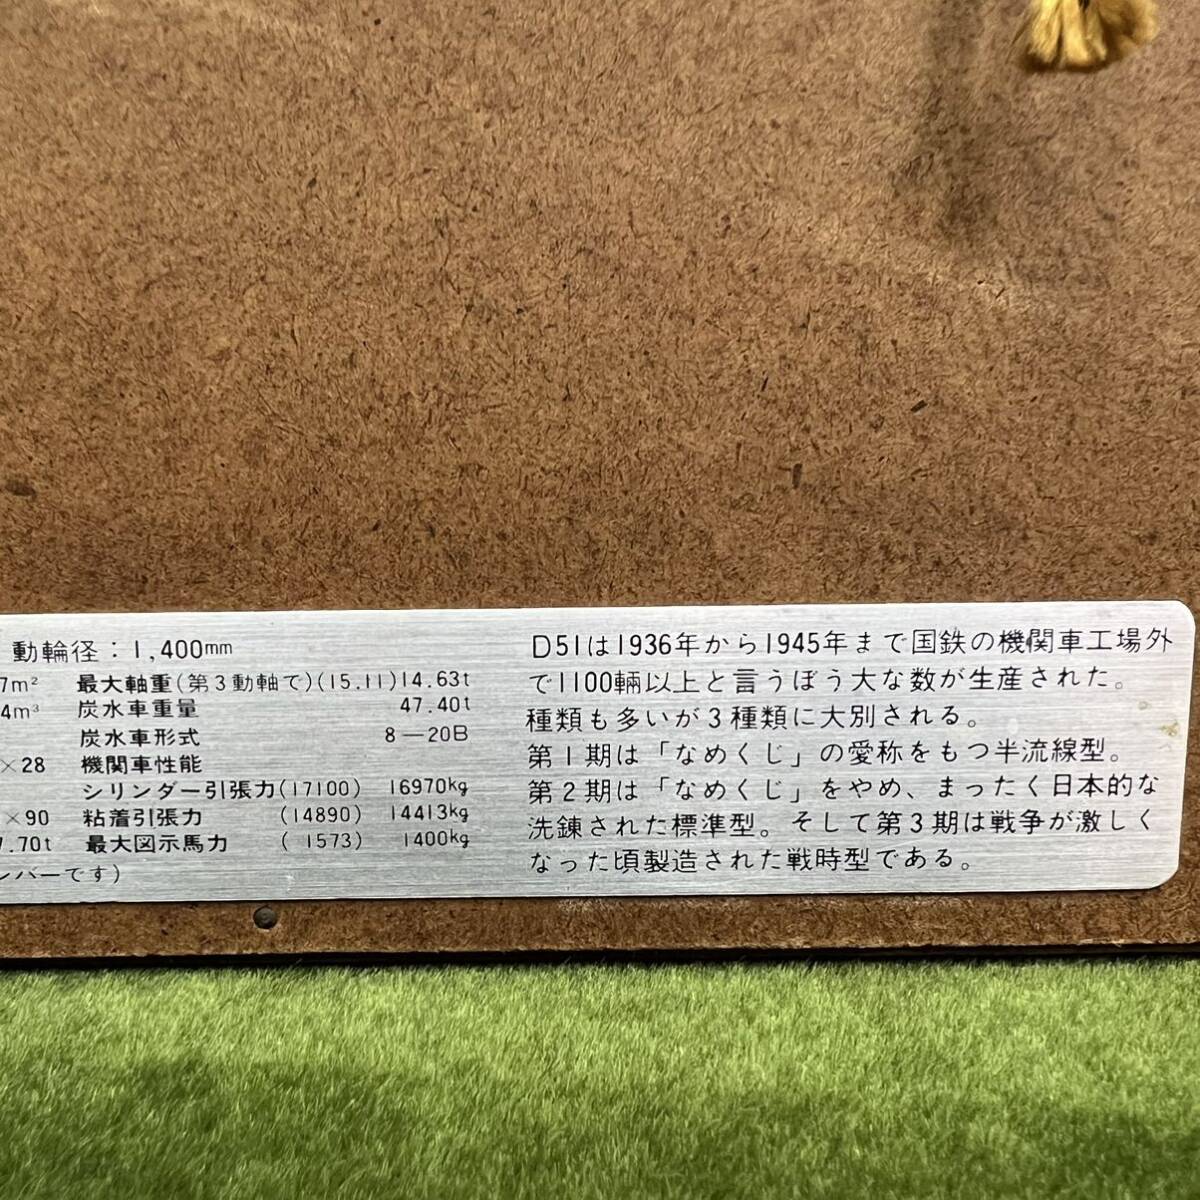 動輪径：1,400mm
7m² 最大軸重(第3動軸て)(15.11)14.63t
4m³ 炭水車重量 47.40t
炭水車形式 8－20B
×28 機関車性能
シリンダー引張力(17100) 16970kg
×90 粘着引張力 (14890) 14413kg
7.70t 最大図示馬力 ( 1573) 1400kg
ンバーです)
D51は1936年から1945年まで国鉄の機関車工場外
で1100輛以上と言うぼう大な数が生産された。
種類も多いが3種類に大別される。
第1期は「なめくじ」の愛称をもつ半流線型。
第2期は「なめくじ」をやめ、まったく日本的な
洗錬された標準型。そして第3期は戦争が激しく
なった頃製造された戦時型である。